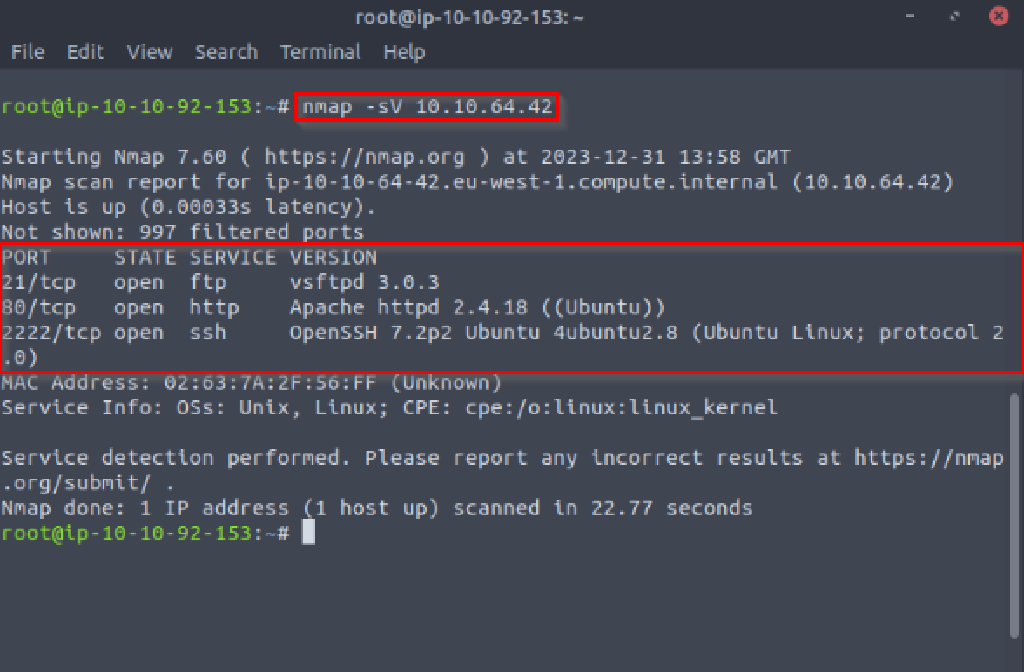 root@ip-10-10-92-153: ~
File Edit View Search Terminal Help
root@ip-10-10-92-153:~# nmap -sV 10.10.64.42
Starting Nmap 7.60 ( https://nmap.org ) at 2023-12-31 13:58 GMT
Nmap scan report for ip-10-10-64-42.eu-west-1.compute.internal (10.10.64.42)
Host is up (0.00033s latency).
Not shown: 997 filtered ports
PORT     STATE SERVICE VERSION
21/tcp   open  ftp     vsftpd 3.0.3
80/tcp   open  http    Apache httpd 2.4.18 ((Ubuntu))
2222/tcp open  ssh     OpenSSH 7.2p2 Ubuntu 4ubuntu2.8 (Ubuntu Linux; protocol 2
.0)
MAC Address: 02:63:7A:2F:56:FF (Unknown)
Service Info: OSs: Unix, Linux; CPE: cpe:/o:linux:linux_kernel
Service detection performed. Please report any incorrect results at https://nmap
.org/submit/ .
Nmap done: 1 IP address (1 host up) scanned in 22.77 seconds
root@ip-10-10-92-153:~#